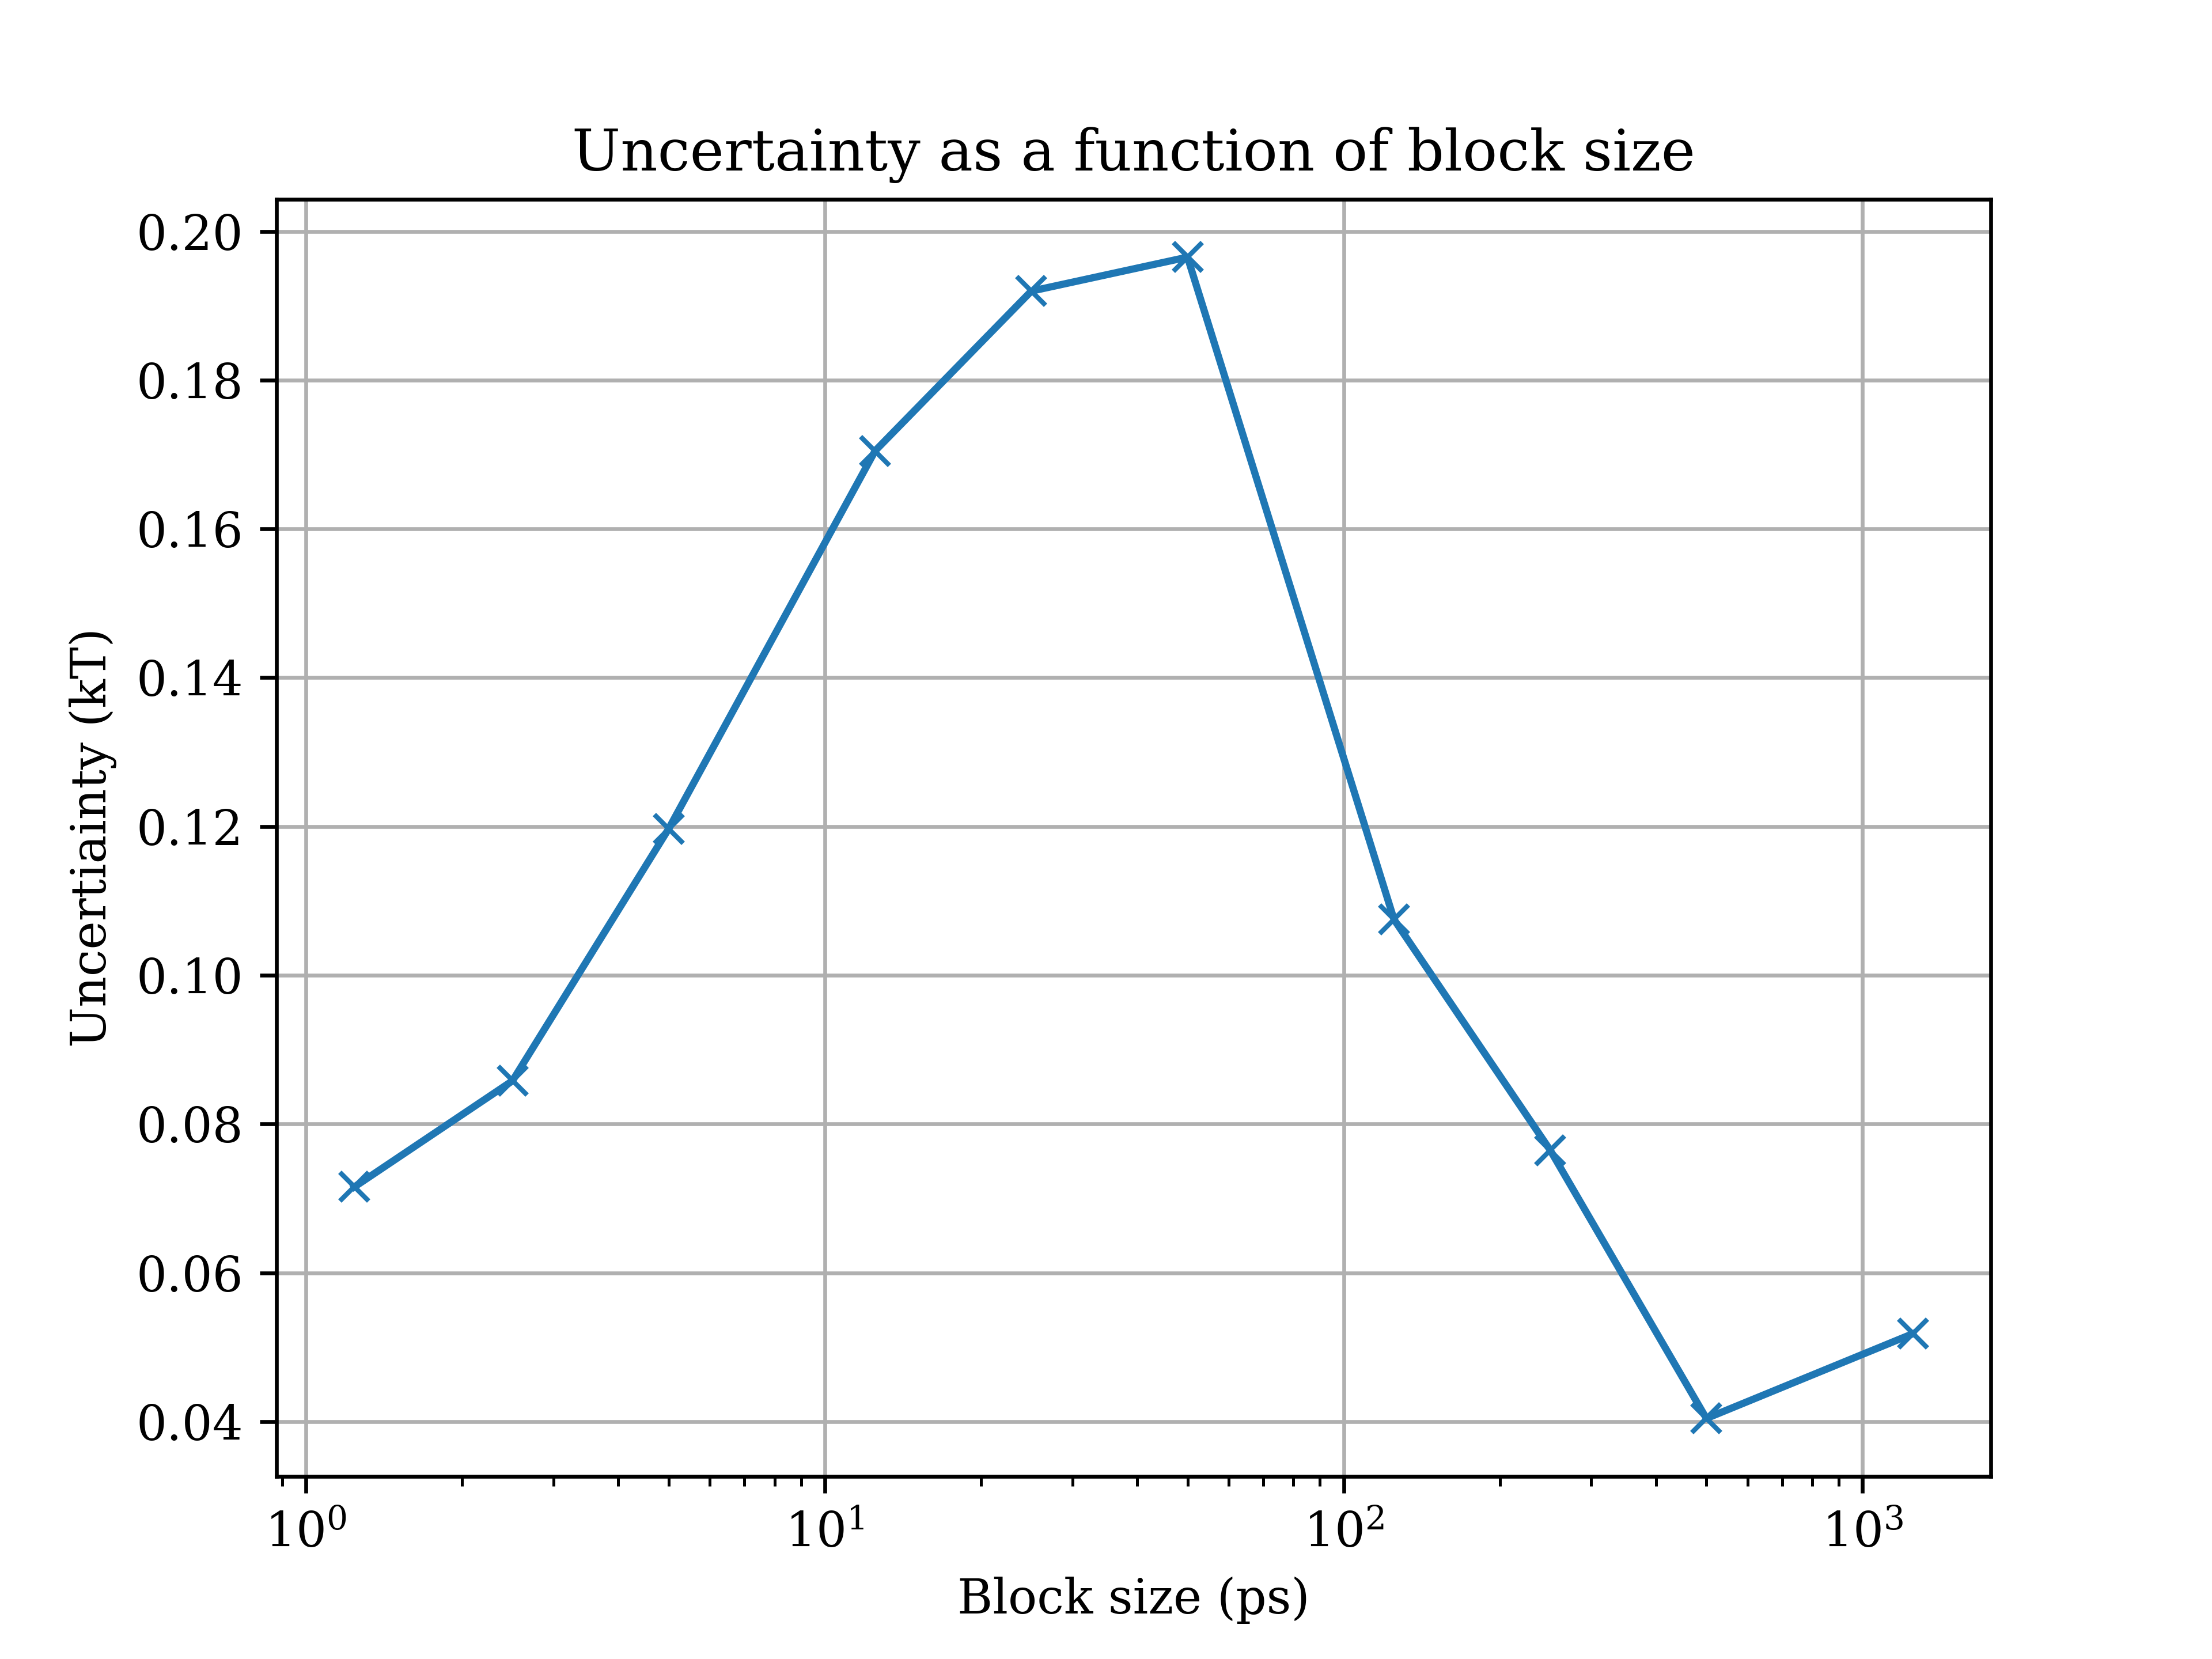 Uncertainty as a function of block size
0.20
0.18
0.16
0.14
0.12
0.10
0.08
0.06
0.04
Uncertiainty (kT)
10⁰ 10¹ 10² 10³
Block size (ps)